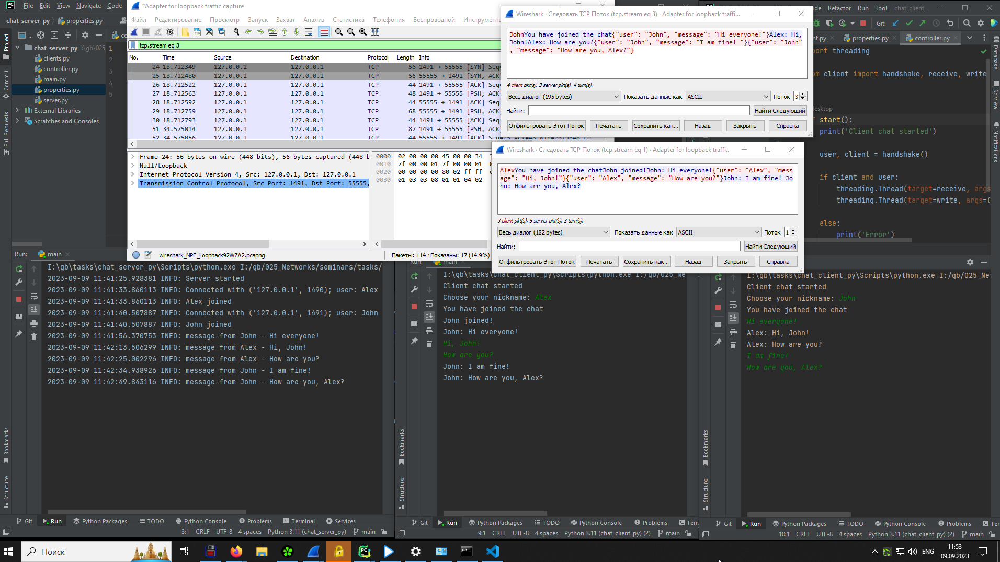 File Edit View Navigate Code
chat_server_py
properties.py
Project
chat_server_py I:\gb\025_
clients.py
controller.py
main.py
properties.py
server.py
External Libraries
Scratches and Consoles
Commit
Pull Requests
1
2
3
4
5
*Adapter for loopback traffic capture
Файл Редактирование Просмотр Запуск Захват Анализ Статистика Телефония Беспроводной Инструменты
tcp.stream eq 3
No. Time Source Destination Protocol Length Info
24 18.712349 127.0.0.1 127.0.0.1 TCP 56 1491 → 55555 [SYN] Seq=
25 18.712480 127.0.0.1 127.0.0.1 TCP 56 55555 → 1491 [SYN, ACK]
26 18.712522 127.0.0.1 127.0.0.1 TCP 44 1491 → 55555 [ACK] Seq=
27 18.712563 127.0.0.1 127.0.0.1 TCP 48 1491 → 55555 [PSH, ACK]
28 18.712592 127.0.0.1 127.0.0.1 TCP 44 55555 → 1491 [ACK] Seq=
29 18.712759 127.0.0.1 127.0.0.1 TCP 68 55555 → 1491 [PSH, ACK]
30 18.712793 127.0.0.1 127.0.0.1 TCP 44 1491 → 55555 [ACK] Seq=
51 34.575014 127.0.0.1 127.0.0.1 TCP 87 1491 → 55555 [PSH, ACK]
52 34.575056 127.0.0.1 127.0.0.1 TCP 44 55555 → 1491 [ACK] Seq=25 Ack=48 Win=2619648
Frame 24: 56 bytes on wire (448 bits), 56 bytes captured (448 b
Null/Loopback
Internet Protocol Version 4, Src: 127.0.0.1, Dst: 127.0.0.1
Transmission Control Protocol, Src Port: 1491, Dst Port: 55555,
0000 02 00 00 00 45 00 00 34 3
0010 7f 00 00 01 7f 00 00 01 0
0020 00 00 00 00 80 02 ff ff e
0030 01 03 03 08 01 01 04 02
wireshark_NPF_Loopback92WZA2.pcapng
Пакеты: 114 · Показаны: 17 (14.9%)
Wireshark · Следовать TCP Поток (tcp.stream eq 3) · Adapter for loopback traffi...
JohnYou have joined the chat{"user": "John", "message": "Hi everyone!"}Alex: Hi,
John!Alex: How are you?{"user": "John", "message": "I am fine! "}{"user": "John"
, "message": "How are you, Alex?"}
4 client pkt(s), 3 server pkt(s), 4 turn(s).
Весь диалог (195 bytes) Показать данные как ASCII Поток 3
Найти: Найти Следующий
Отфильтровать Этот Поток Печатать Сохранить как... Назад Закрыть Справка
Wireshark · Следовать TCP Поток (tcp.stream eq 1) · Adapter for loopback traffi...
AlexYou have joined the chatJohn joined!John: Hi everyone!{"user": "Alex", "mess
age": "Hi, John!"}{"user": "Alex", "message": "How are you?"}John: I am fine! Jo
hn: How are you, Alex?
3 client pkt(s), 5 server pkt(s), 3 turn(s).
Весь диалог (182 bytes) Показать данные как ASCII Поток 1
Найти: Найти Следующий
Отфильтровать Этот Поток Печатать Сохранить как... Назад Закрыть Справка
de Refactor Run Tools chat_client_
Git:
nt.py properties.py controller.py
ort threading
om client import handshake, receive, write
esktop
f start():
print('Client chat started')
user, client = handshake()
if client and user:
threading.Thread(target=receive, args
threading.Thread(target=write, args=(
else:
print('Error')
Database
SciView
Notifications
Run: main
I:\gb\tasks\chat_server_py\Scripts\python.exe I:/gb/025_Networks/seminars/tasks/
2023-09-09 11:41:25.928381 INFO: Server started
2023-09-09 11:41:33.860113 INFO: Connected with ('127.0.0.1', 1490); user: Alex
2023-09-09 11:41:33.860113 INFO: Alex joined
2023-09-09 11:41:40.507887 INFO: Connected with ('127.0.0.1', 1491); user: John
2023-09-09 11:41:40.507887 INFO: John joined
2023-09-09 11:41:56.370753 INFO: message from John - Hi everyone!
2023-09-09 11:42:13.506299 INFO: message from Alex - Hi, John!
2023-09-09 11:42:25.002296 INFO: message from Alex - How are you?
2023-09-09 11:42:34.938926 INFO: message from John - I am fine!
2023-09-09 11:42:49.843116 INFO: message from John - How are you, Alex?
Bookmarks
Structure
Git Run Python Packages TODO Python Console Problems Terminal Services
3:1 CRLF UTF-8 4 spaces Python 3.11 (chat_server_py) main
Run: main
I:\gb\tasks\chat_client_py\Scripts\python.exe I:/gb/025_Ne
Client chat started
Choose your nickname: Alex
You have joined the chat
John joined!
John: Hi everyone!
Hi, John!
How are you?
John: I am fine!
John: How are you, Alex?
Bookmarks
Structure
Git Run Python Packages TODO Python Console Problems Term
9:1 CRLF UTF-8 4 spaces Python 3.11 (chat_client_py) (2) main
I:\gb\tasks\chat_client_py\Scripts\python.exe I:/gb/025_Net
Client chat started
Choose your nickname: John
You have joined the chat
Hi everyone!
Alex: Hi, John!
Alex: How are you?
I am fine!
How are you, Alex?
Bookmarks
Structure
Git Run Python Packages TODO Python Console Problems Te
10:1 CRLF UTF-8 4 spaces Python 3.11 (chat_client_py) (2) main
Поиск
ENG
11:53
09.09.2023